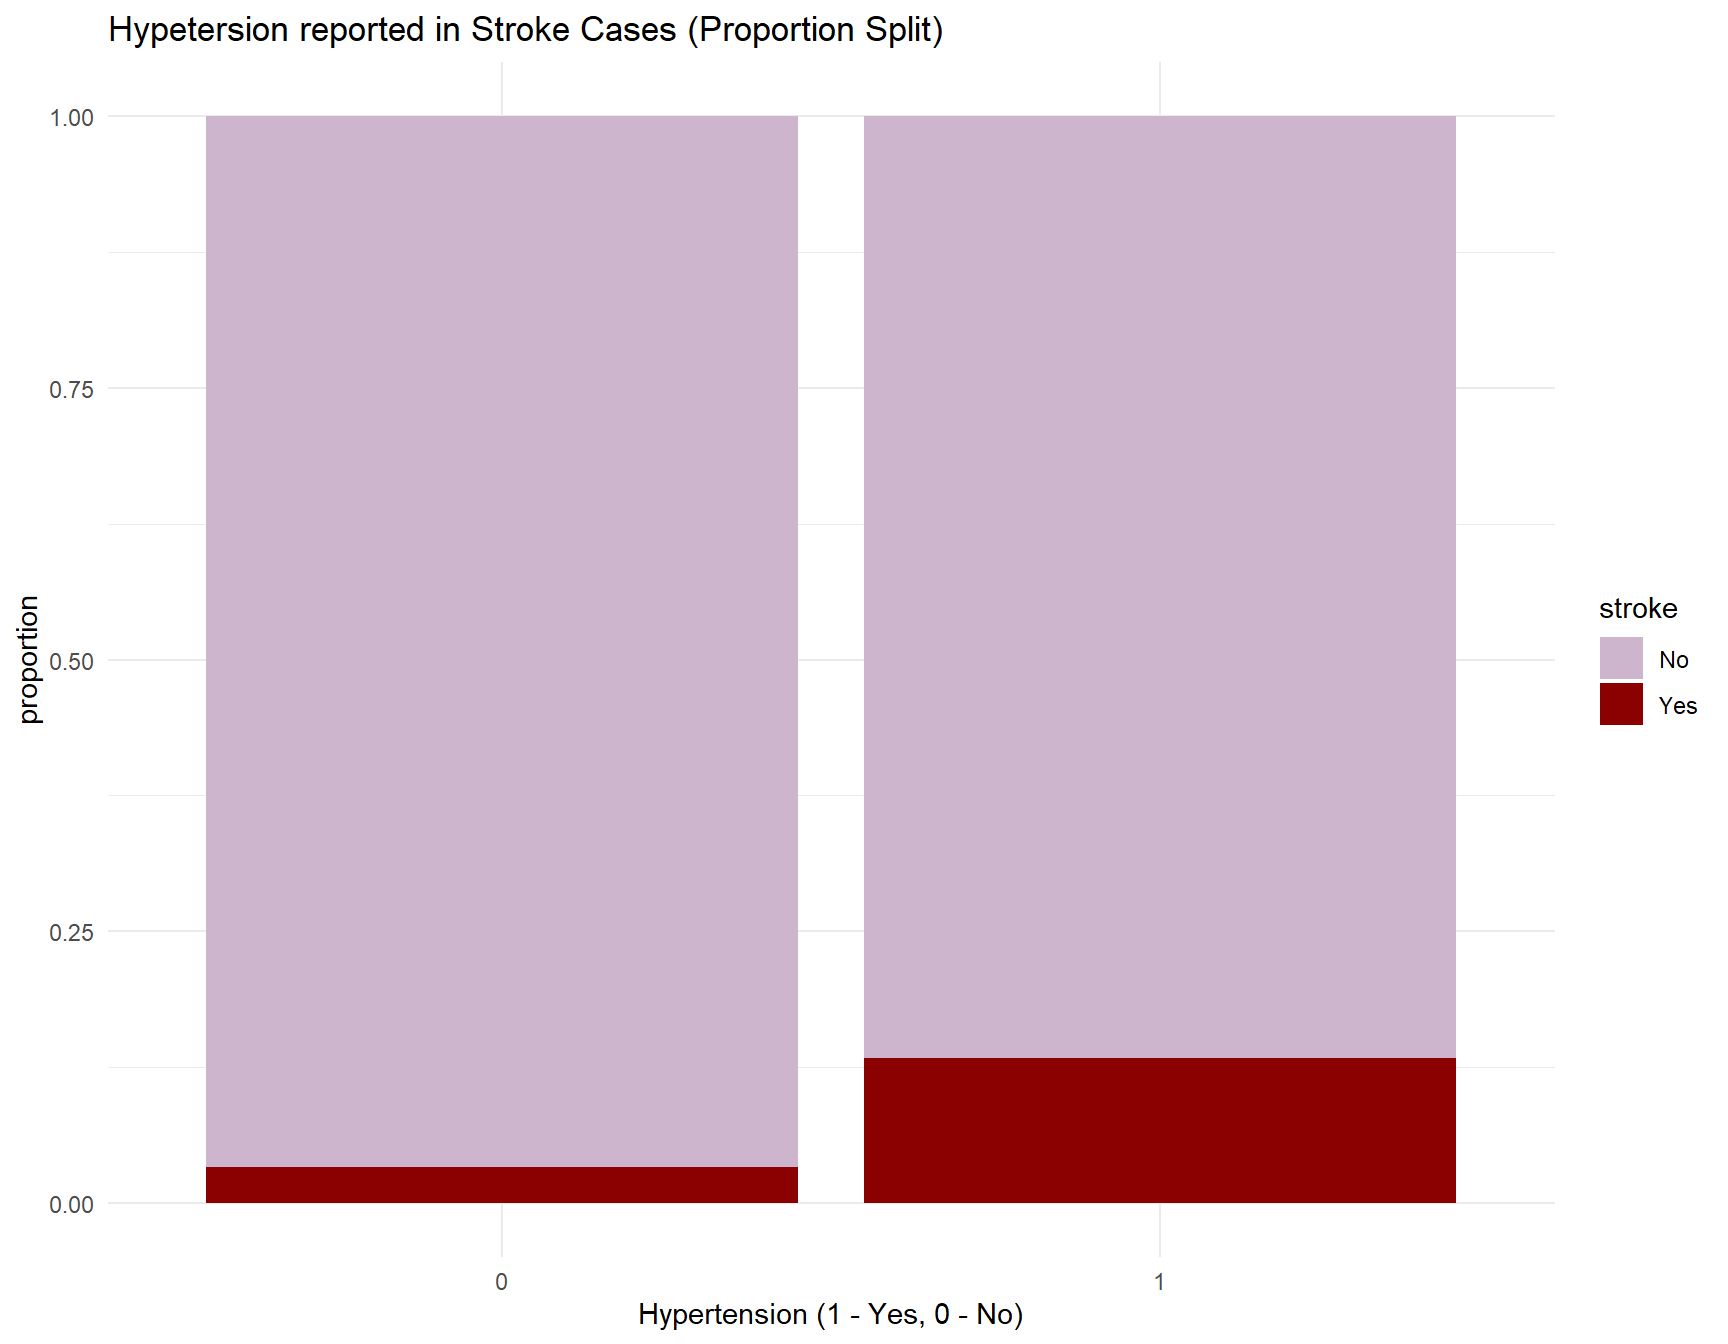 Hypetersion reported in Stroke Cases (Proportion Split)
1.00
0.75
0.50
0.25
0.00
proportion
0
1
Hypertension (1 - Yes, 0 - No)
stroke
No
Yes